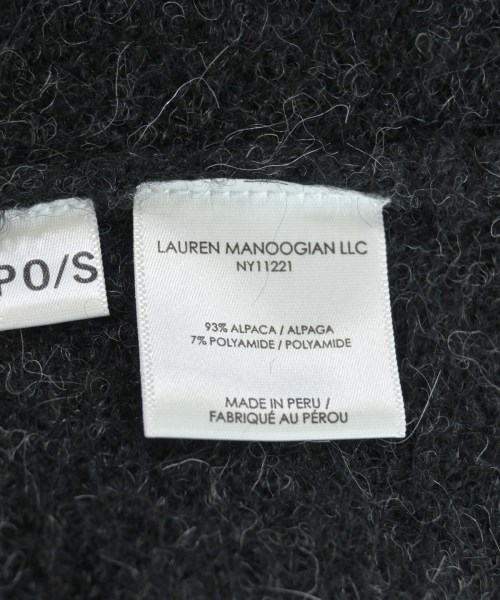 LAUREN MANOOGIAN LLC
NY11221
93% ALPACA / ALPAGA
7% POLYAMIDE / POLYAMIDE
MADE IN PERU /
FABRIQUÉ AU PÉROU
P0/S